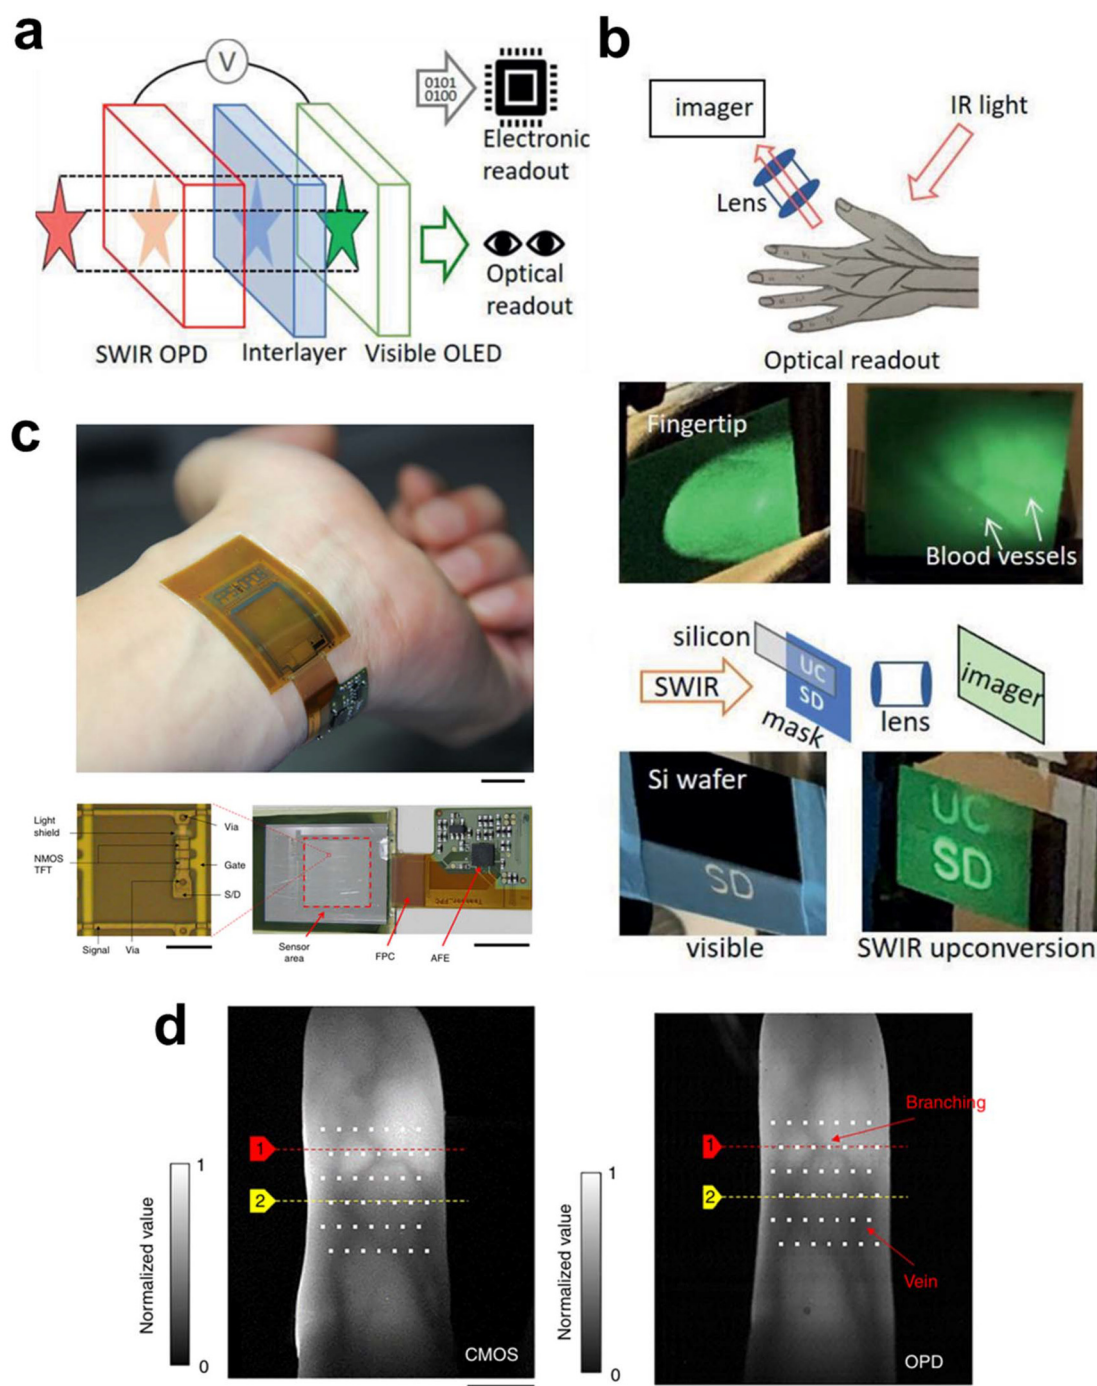 a
V
0101
0100
Electronic
readout
Optical
readout
SWIR OPD
Interlayer
Visible OLED
b
imager
IR light
Lens
Optical readout
Fingertip
Blood vessels
silicon
SWIR
UC
SD
mask
lens
imager
Si wafer
SD
UC
SD
visible
SWIR upconversion
c
Light
shield
NMOS
TFT
Via
Gate
S/D
Signal
Via
Sensor
area
FPC
AFE
d
1
2
1
0
Normalized value
CMOS
Branching
1
2
1
0
Normalized value
Vein
OPD